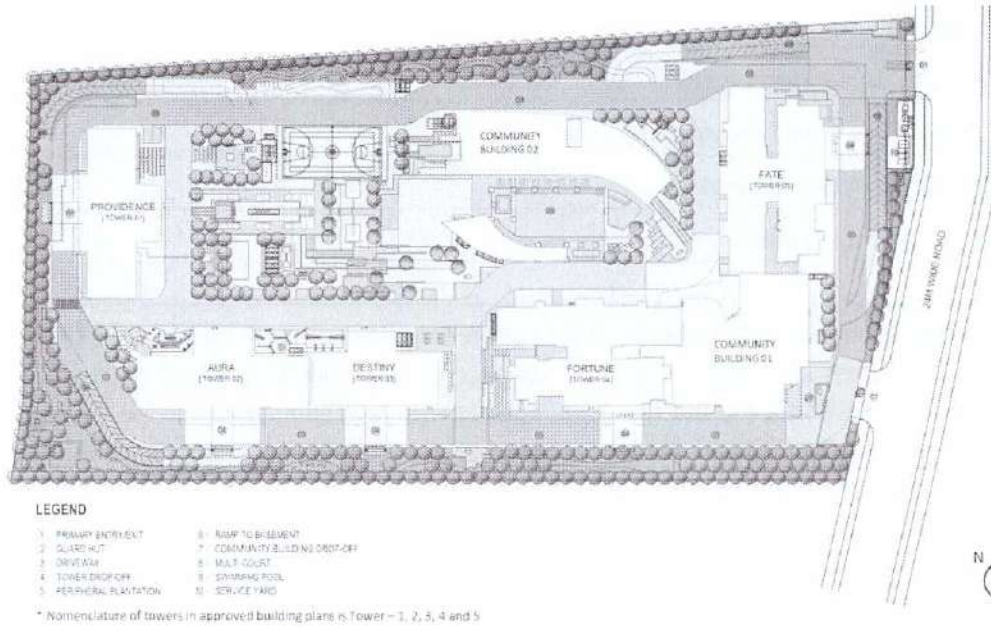 COMMUNITY
BUILDING 02
FATE
(TOWER 05)
PROVIDENCE
(TOWER 01)
24M WIDE ROAD
AURA
(TOWER 02)
DESTINY
(TOWER 03)
FORTUNE
(TOWER 04)
COMMUNITY
BUILDING 01
LEGEND
1 PRIMARY ENTRY/EXIT
2 GUARD HUT
3 DRIVEWAY
4 TOWER DROP-OFF
5 PERIPHERAL PLANTATION
6 RAMP TO BASEMENT
7 COMMUNITY BUILDING DROP-OFF
8 MULTI COURT
9 SWIMMING POOL
10 SERVICE YARD
N
* Nomenclature of towers in approved building plans is Tower – 1, 2, 3, 4 and 5